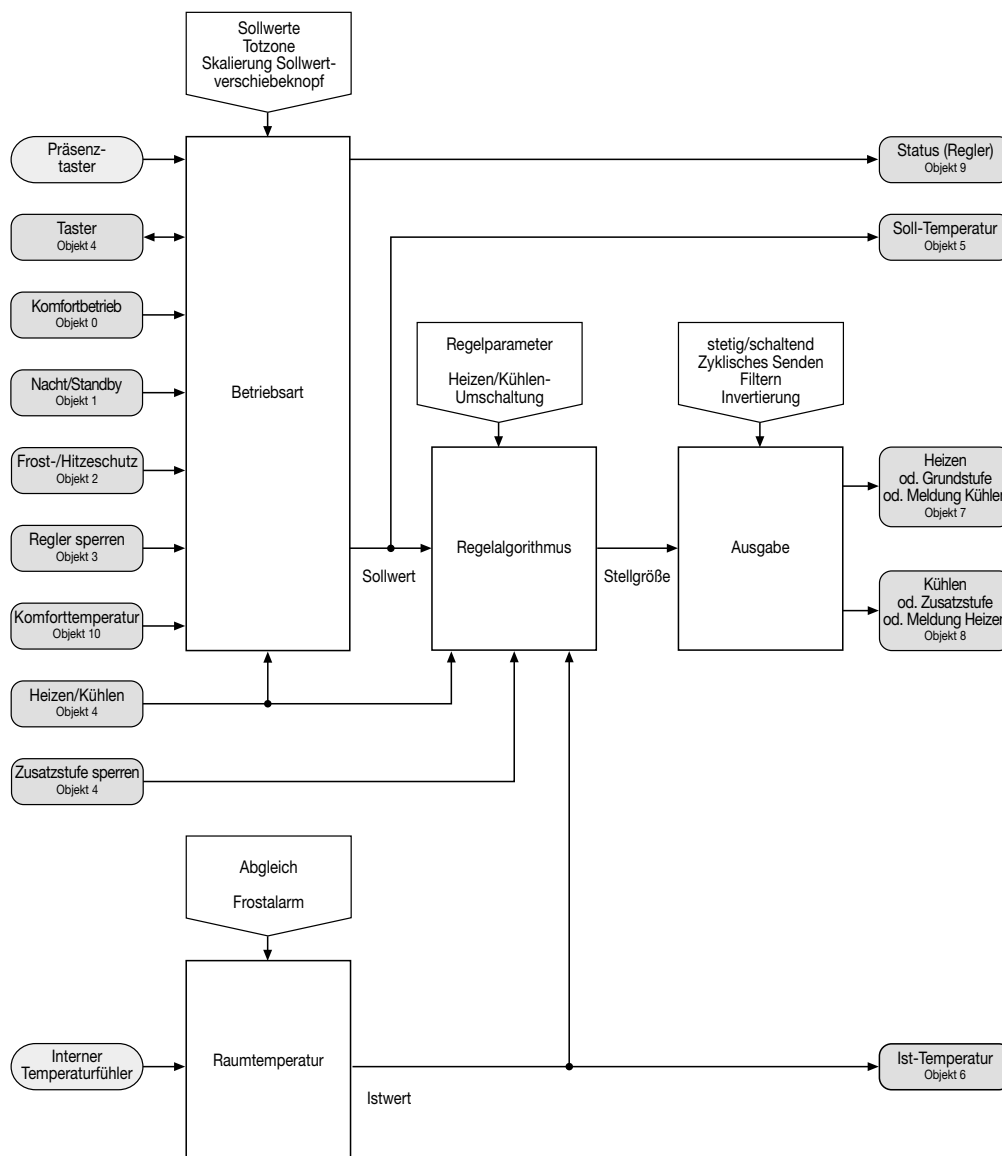 Sollwerte
Totzone
Skalierung Sollwert-
verschiebeknopf
Präsenz-
taster
Status (Regler)
Objekt 9
Taster
Objekt 4
Soll-Temperatur
Objekt 5
Komfortbetrieb
Objekt 0
Regelparameter
Heizen/Kühlen-
Umschaltung
stetig/schaltend
Zyklisches Senden
Filtern
Invertierung
Nacht/Standby
Objekt 1
Betriebsart
Frost-/Hitzeschutz
Objekt 2
Heizen
od. Grundstufe
od. Meldung Kühlen
Objekt 7
Regler sperren
Objekt 3
Sollwert
Regelalgorithmus
Stellgröße
Ausgabe
Kühlen
od. Zusatzstufe
od. Meldung Heizen
Objekt 8
Komforttemperatur
Objekt 10
Heizen/Kühlen
Objekt 4
Zusatzstufe sperren
Objekt 4
Abgleich
Frostalarm
Interner
Temperaturfühler
Raumtemperatur
Istwert
Ist-Temperatur
Objekt 6